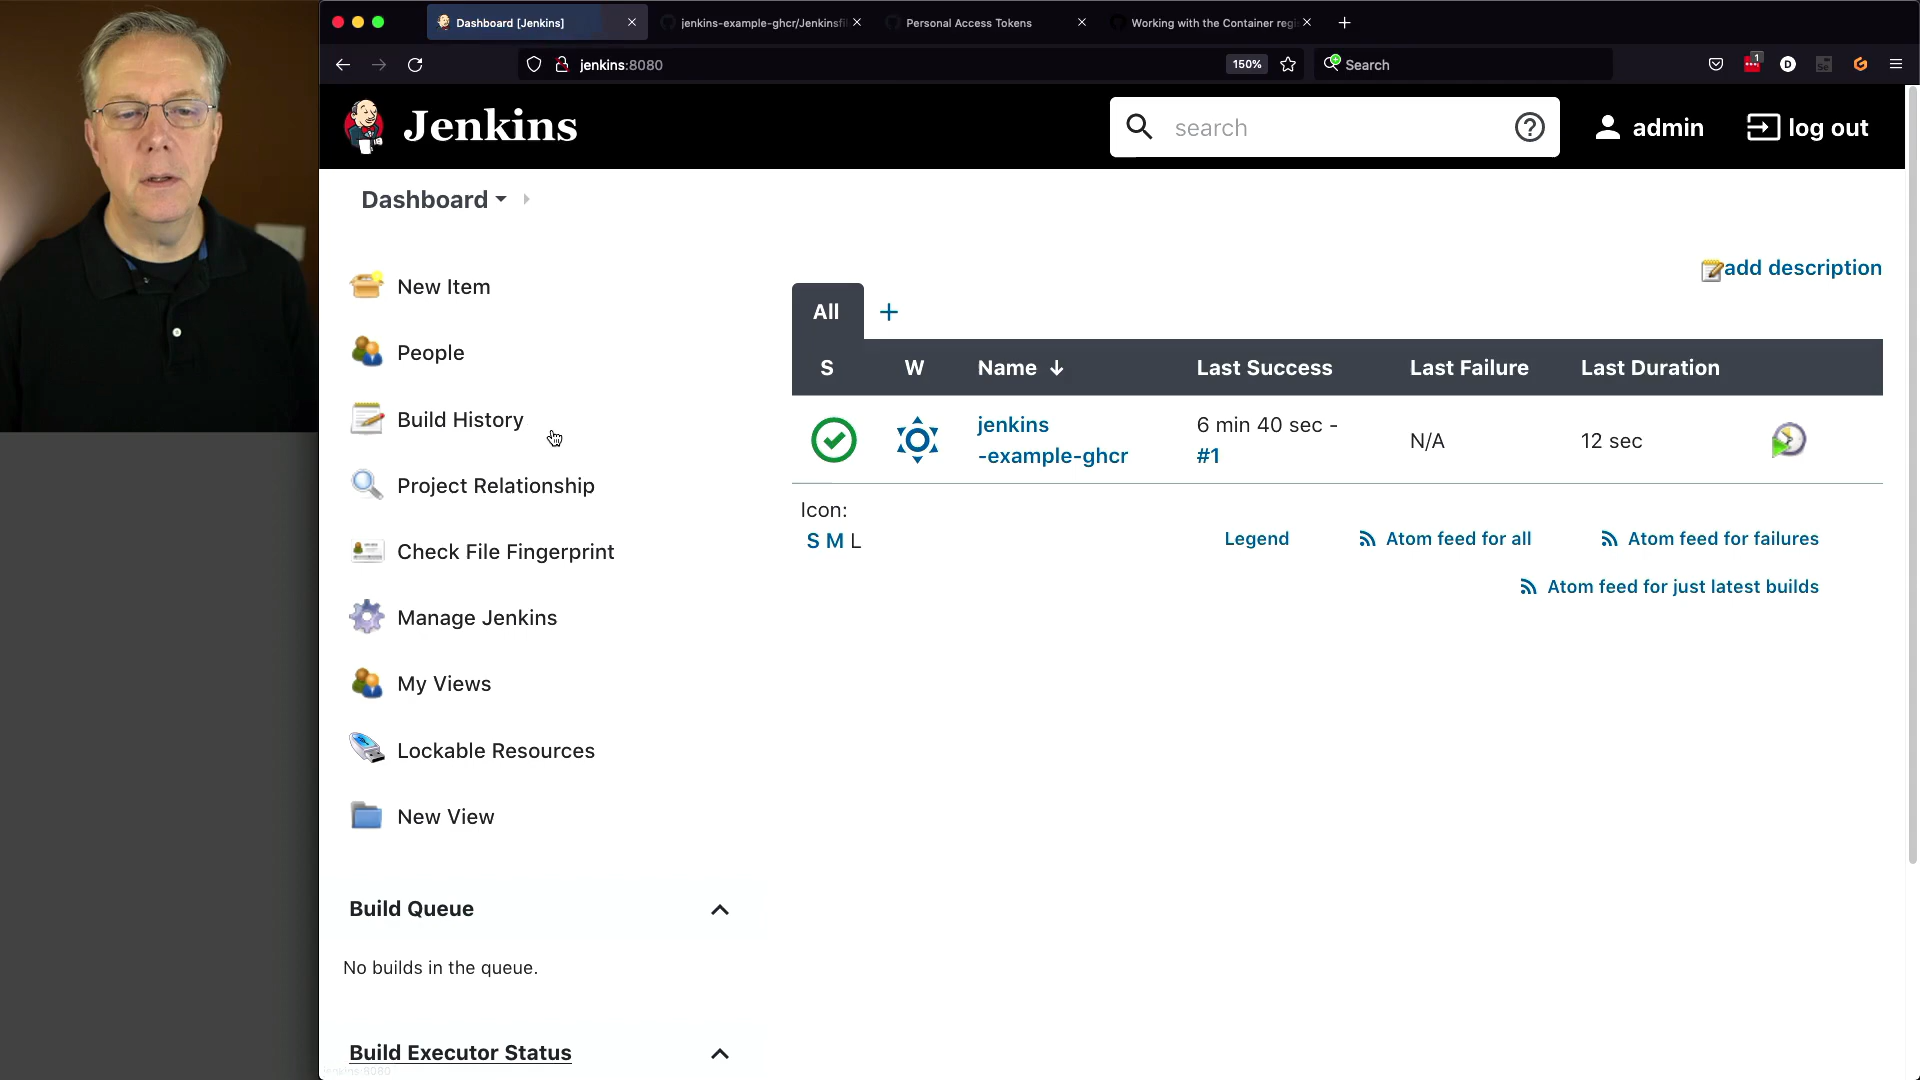 Dashboard [Jenkins]
jenkins-example-ghcr/Jenkinsfil
Personal Access Tokens
Working with the Container regi
jenkins:8080
150%
Search
1
Jenkins
search
admin
log out
Dashboard
add description
New Item
People
Build History
Project Relationship
Check File Fingerprint
Manage Jenkins
My Views
Lockable Resources
New View
All
+
S W Name ↓ Last Success Last Failure Last Duration
jenkins
-example-ghcr
6 min 40 sec -
#1
N/A
12 sec
Icon:
S M L
Legend
Atom feed for all
Atom feed for failures
Atom feed for just latest builds
Build Queue
No builds in the queue.
Build Executor Status
jenkins:8080